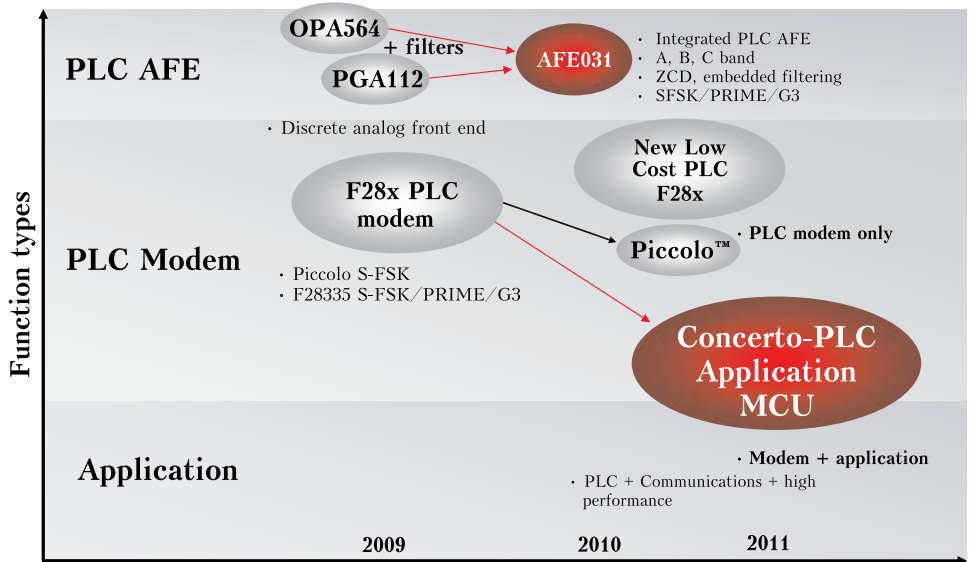 Function types
PLC AFE
OPA564
+ filters
PGA112
AFE031
· Integrated PLC AFE
· A, B, C band
· ZCD, embedded filtering
· SFSK/PRIME/G3
· Discrete analog front end
PLC Modem
F28x PLC
modem
· Piccolo S-FSK
· F28335 S-FSK/PRIME/G3
New Low
Cost PLC
F28x
Piccolo™
· PLC modem only
Concerto-PLC
Application
MCU
Application
· Modem + application
· PLC + Communications + high
performance
2009
2010
2011